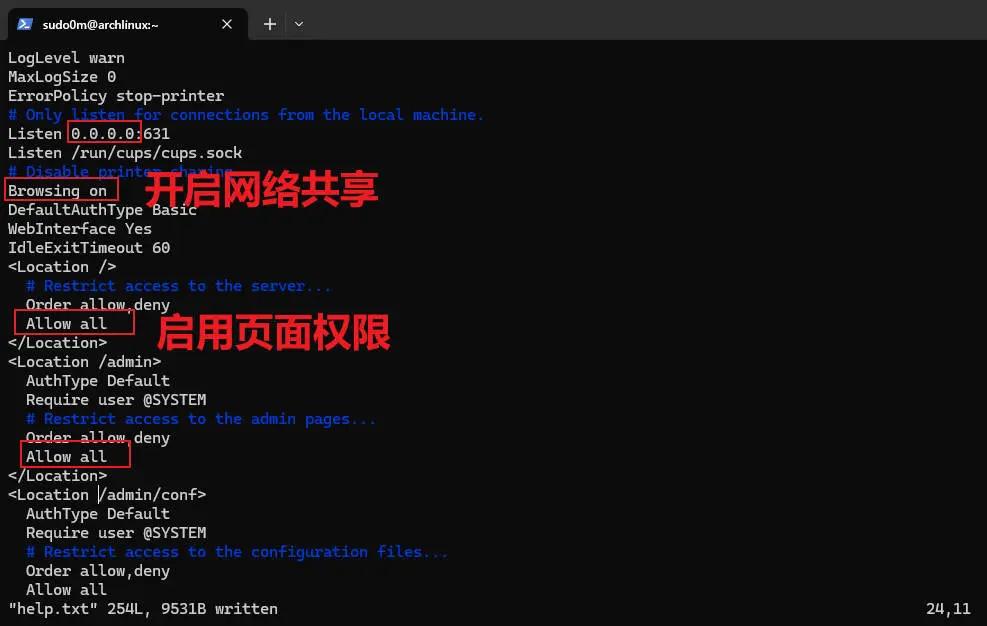 sudo0m@archlinux:~
LogLevel warn
MaxLogSize 0
ErrorPolicy stop-printer
# Only listen for connections from the local machine.
Listen 0.0.0.0:631
Listen /run/cups/cups.sock
# Disable printer sharing.
Browsing on
开启网络共享
DefaultAuthType Basic
WebInterface Yes
IdleExitTimeout 60
<Location />
  # Restrict access to the server...
  Order allow,deny
  Allow all
启用页面权限
</Location>
<Location /admin>
  AuthType Default
  Require user @SYSTEM
  # Restrict access to the admin pages...
  Order allow,deny
  Allow all
</Location>
<Location /admin/conf>
  AuthType Default
  Require user @SYSTEM
  # Restrict access to the configuration files...
  Order allow,deny
  Allow all
"help.txt" 254L, 9531B written 24,11